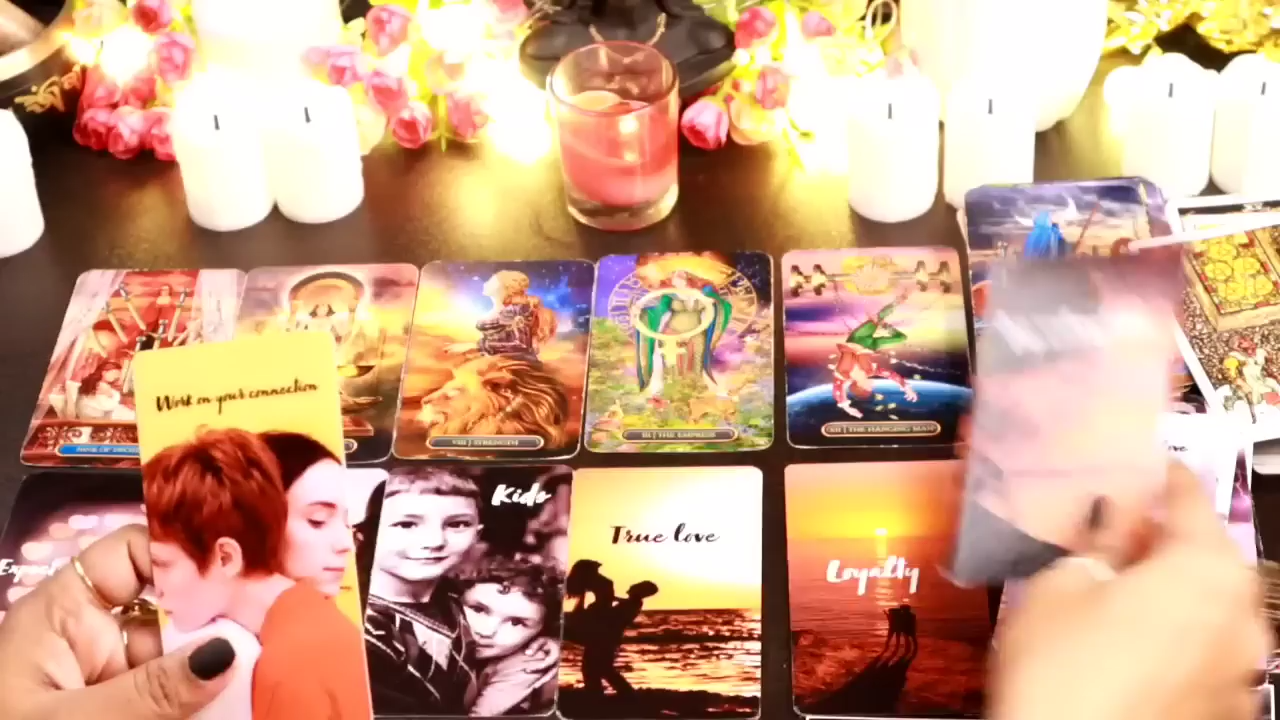 VIII | STRENGTH
III | THE EMPRESS
XII | THE HANGING MAN
Work on your connection
Kids
True love
Loyalty